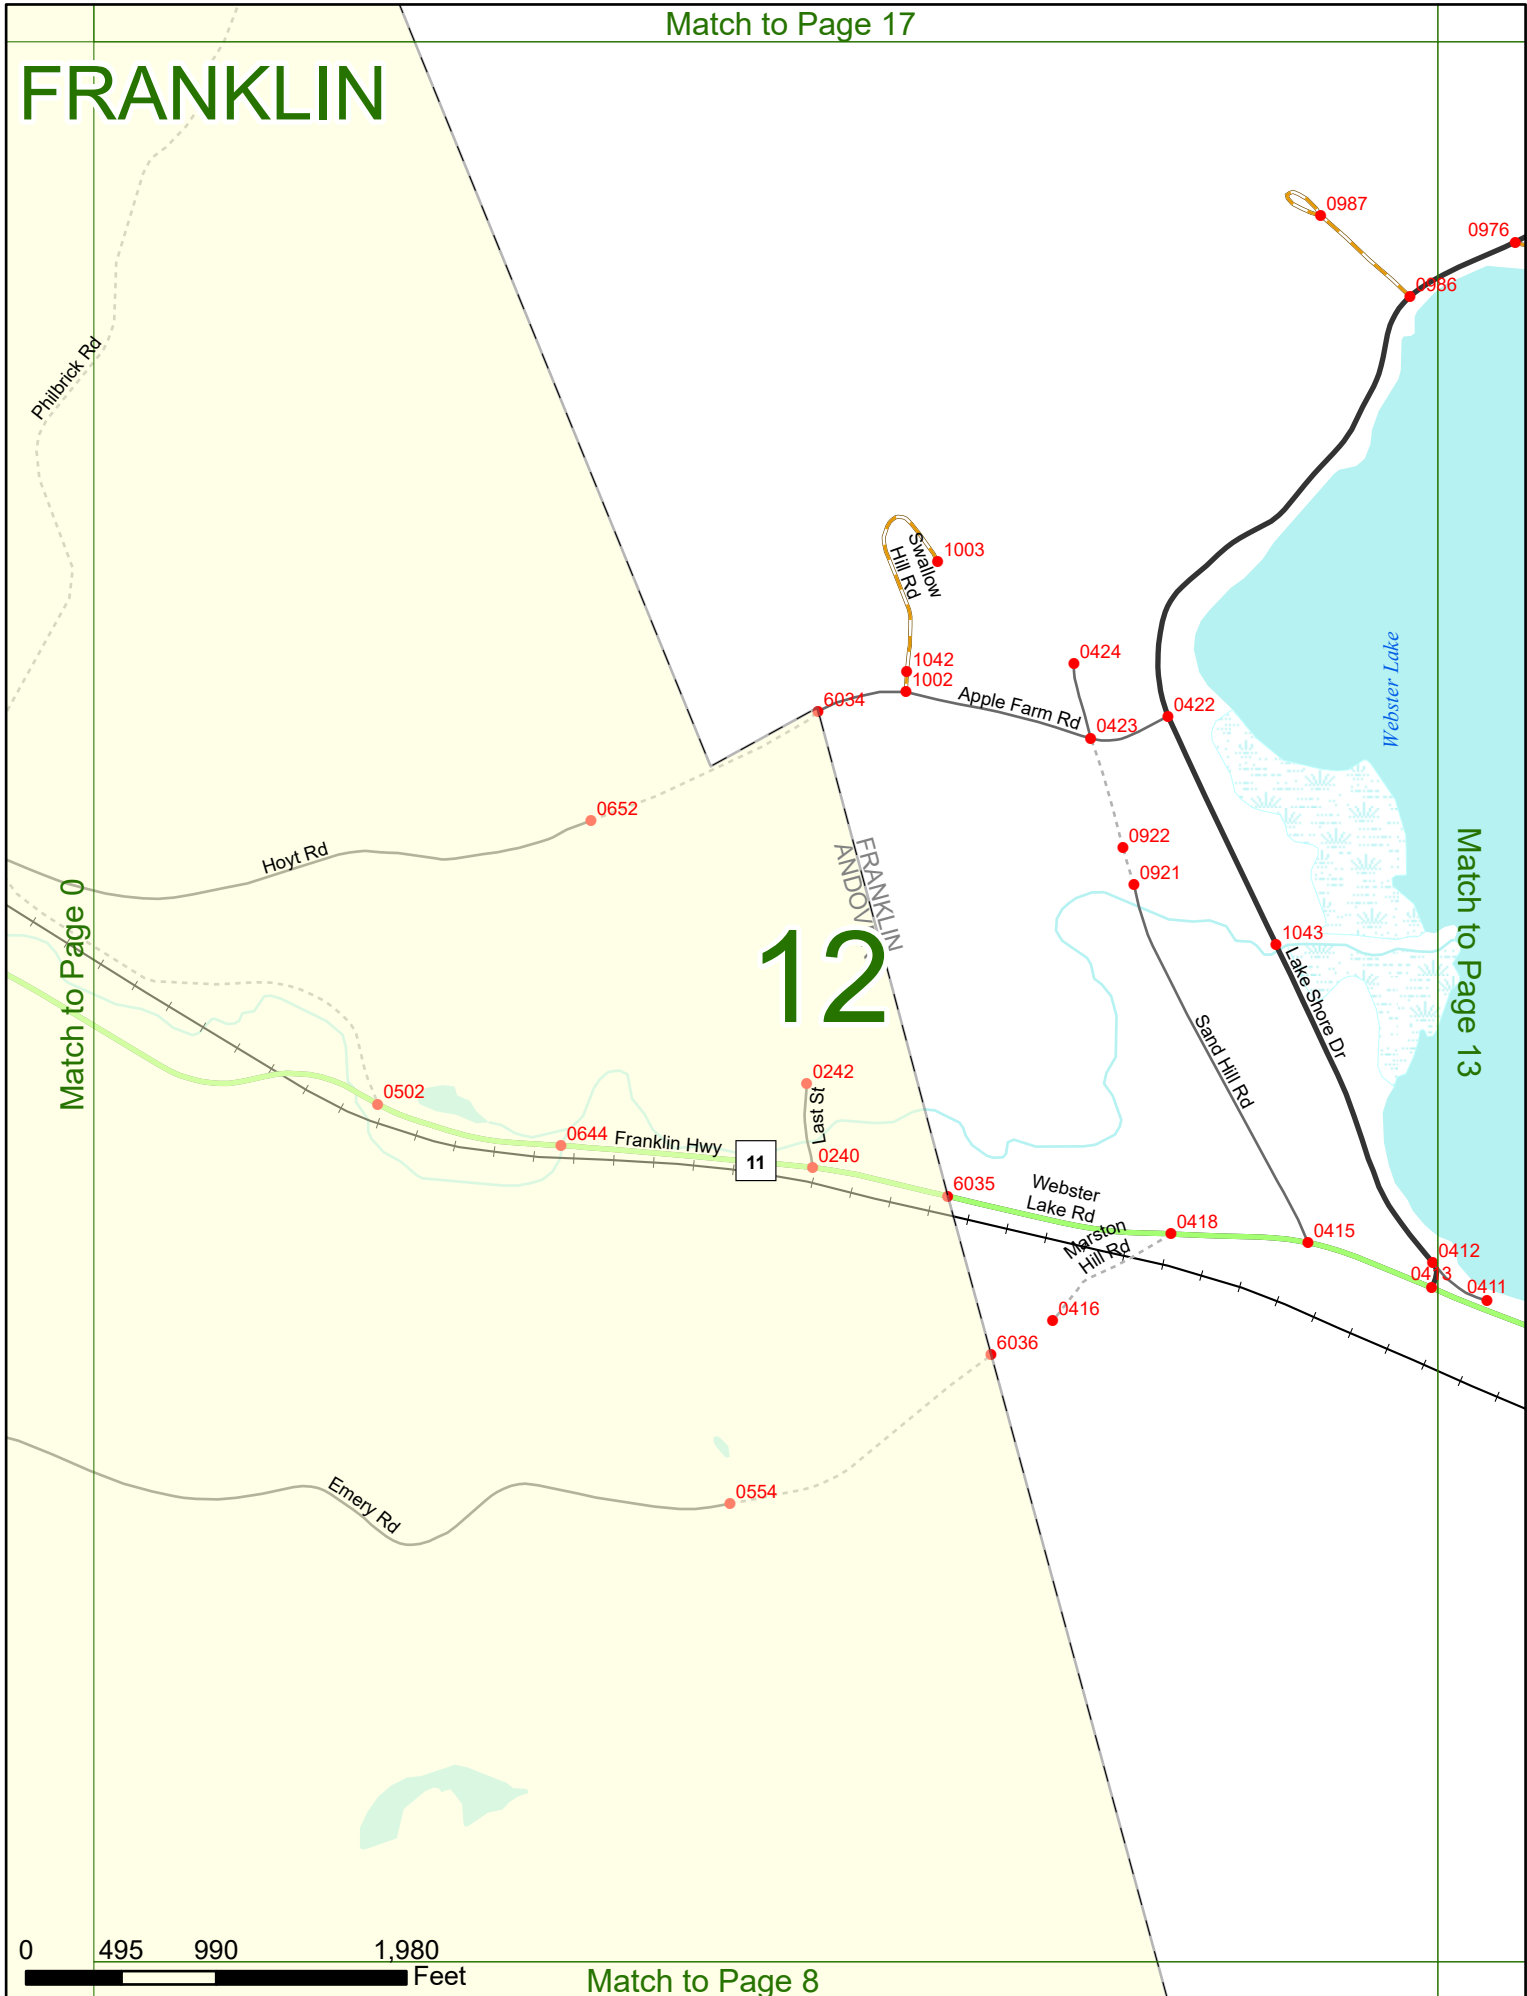 Match to Page 17
FRANKLIN
0987
0976
0986
Philbrick Rd
1003
Swallow
Hill Rd
Webster Lake
1042
0424
1002
Apple Farm Rd
6034
0422
0423
0652
0922
Hoyt Rd
FRANKLIN
0921
Match to Page 0
12
1043
Lake Shore Dr
Match to Page 13
Sand Hill Rd
0242
0502
Last St
0644
Franklin Hwy
11
0240
6035
Webster
Lake Rd
0418
0415
Marston
Hill Rd
0412
0411
0416
6036
0554
Emery Rd
0 495 990 1,980
Feet
Match to Page 8